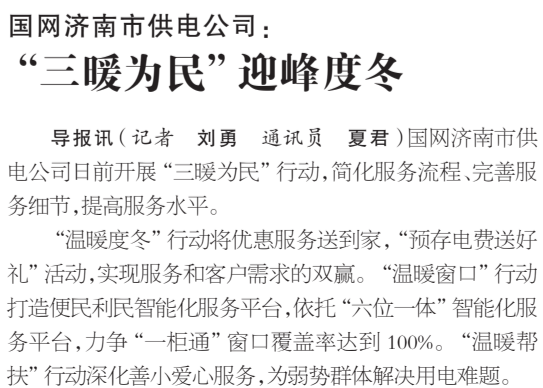 国网济南市供电公司：
“三暖为民”迎峰度冬
导报讯（记者 刘勇 通讯员 夏君）国网济南市供
电公司日前开展“三暖为民”行动，简化服务流程、完善服
务细节，提高服务水平。
“温暖度冬”行动将优惠服务送到家，“预存电费送好
礼”活动，实现服务和客户需求的双赢。“温暖窗口”行动
打造便民利民智能化服务平台，依托“六位一体”智能化服
务平台，力争“一柜通”窗口覆盖率达到100%。“温暖帮
扶”行动深化善小爱心服务，为弱势群体解决用电难题。